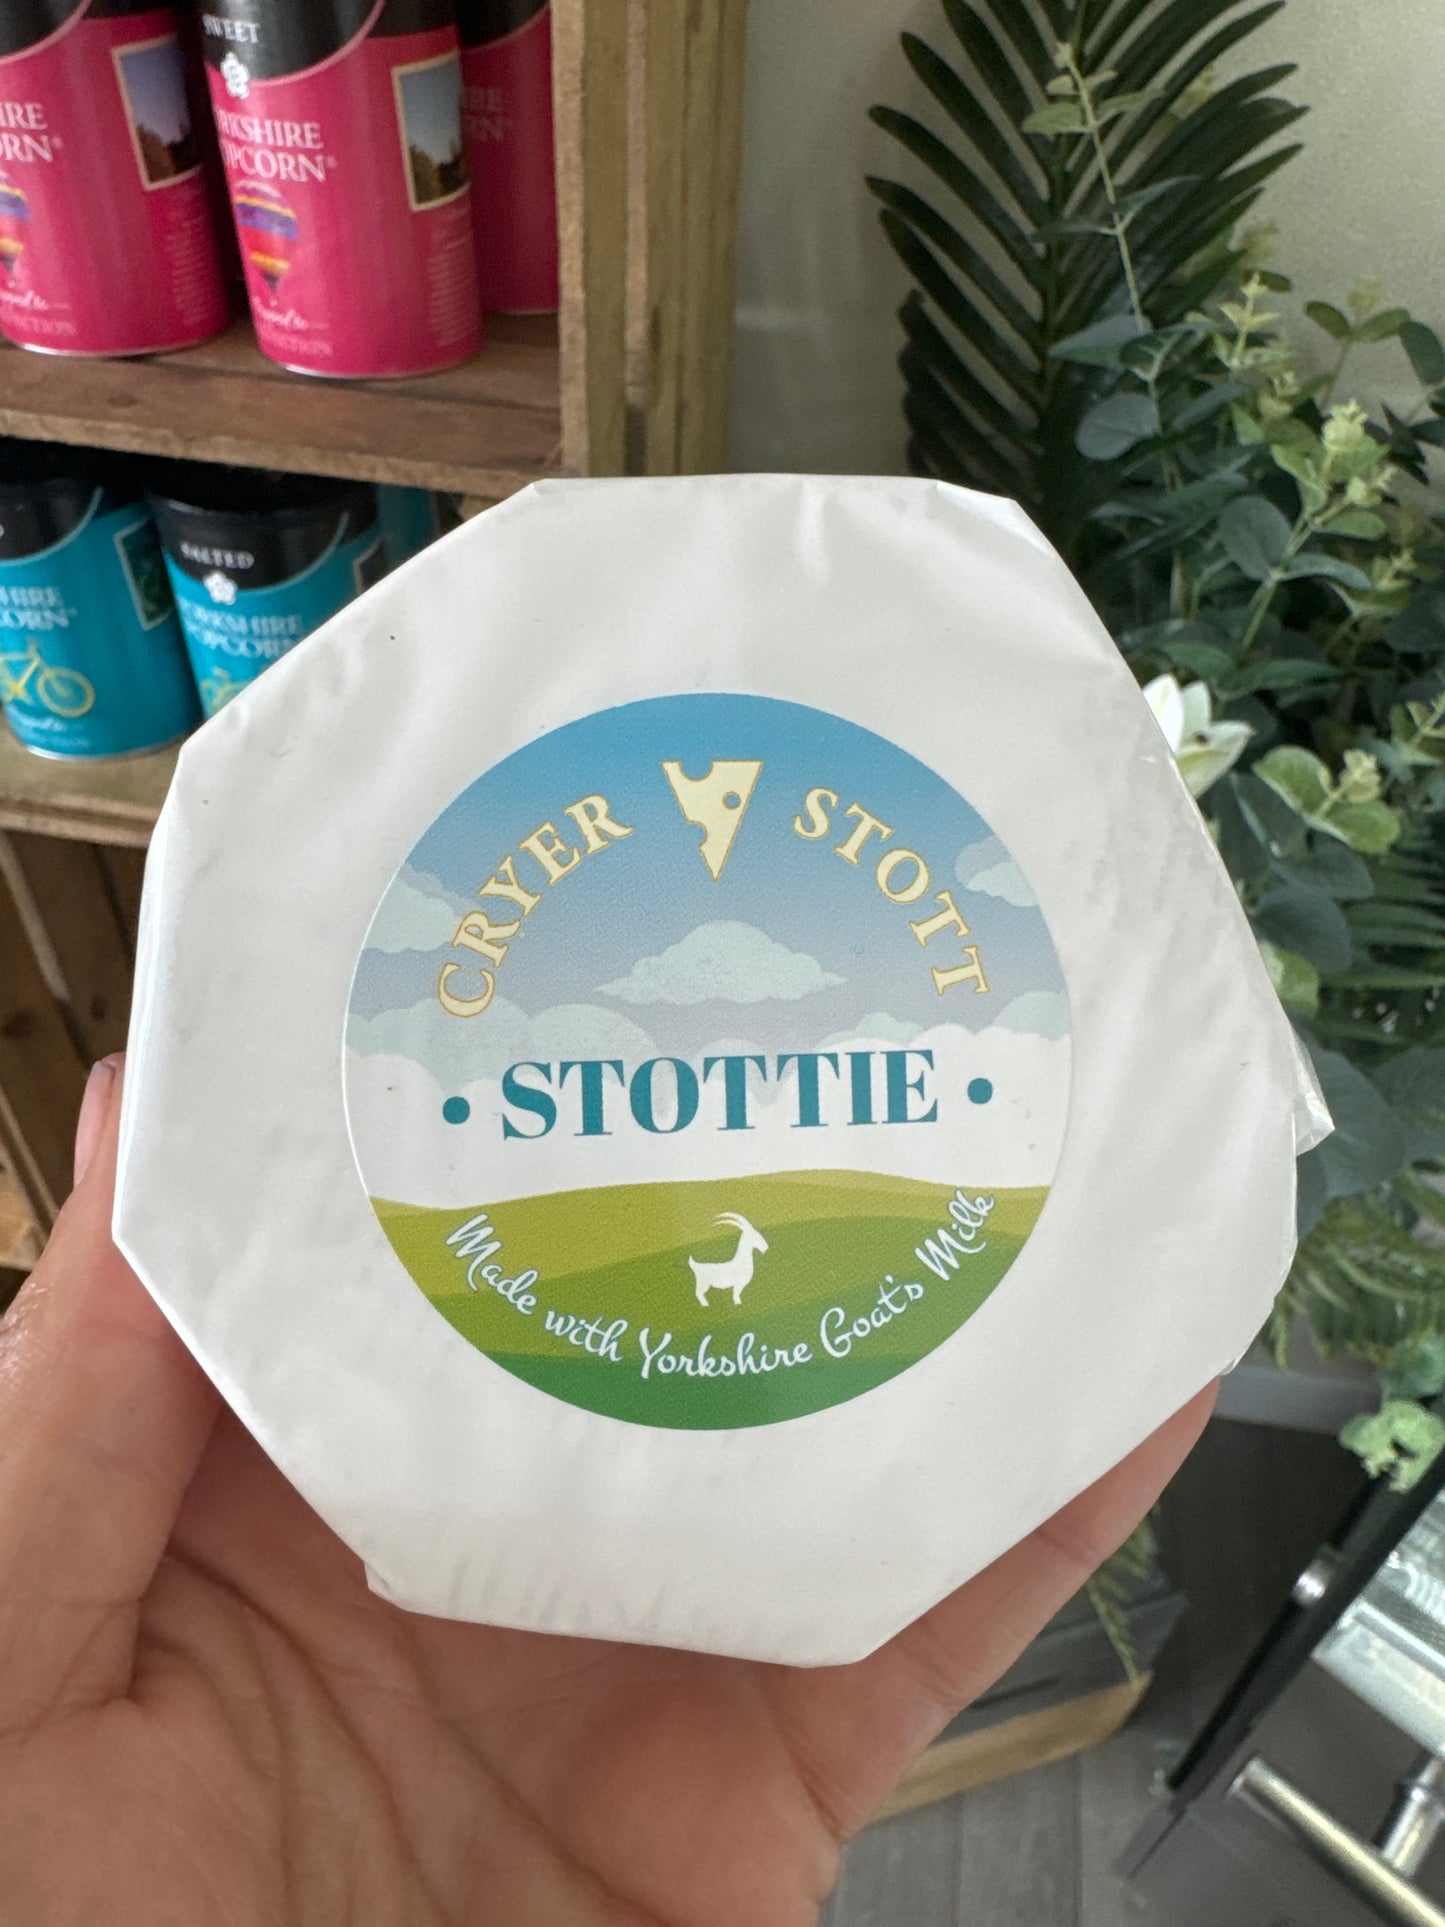 SWEET
YORKSHIRE
POPCORN®
SALTED
YORKSHIRE
POPCORN
CRYER STOTT
• STOTTIE •
Made with Yorkshire Goat's Milk